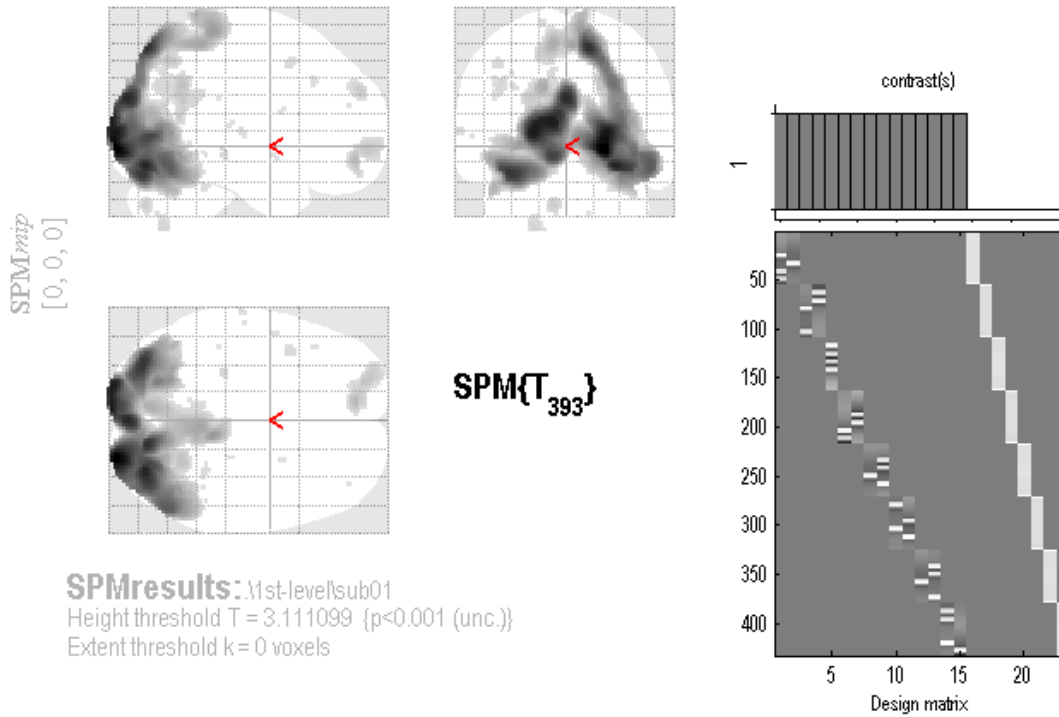 contrast(s)
1
SPMmip
[0, 0, 0]
SPM{T393}
50
100
150
200
250
300
350
400
5 10 15 20
Design matrix
SPMresults: .\1st-level\sub01
Height threshold T = 3.111099 {p<0.001 (unc.)}
Extent threshold k = 0 voxels